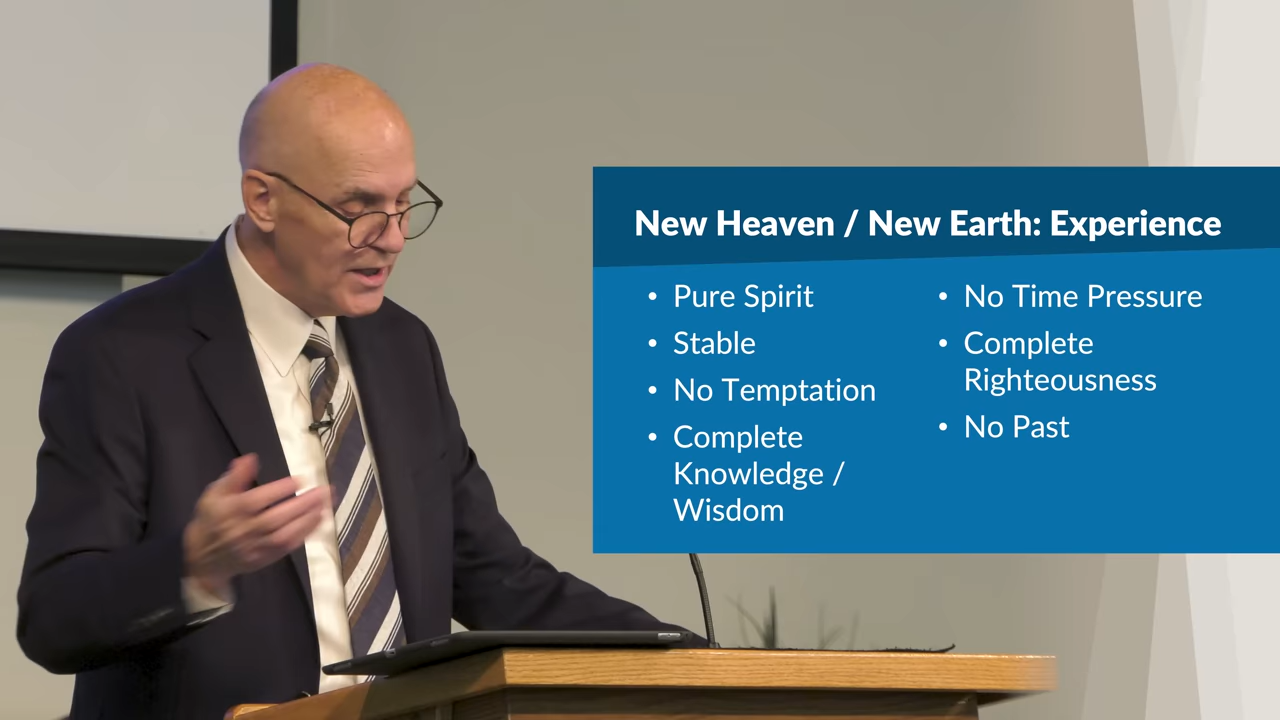 New Heaven / New Earth: Experience
• Pure Spirit
• Stable
• No Temptation
• Complete
Knowledge /
Wisdom
• No Time Pressure
• Complete
Righteousness
• No Past